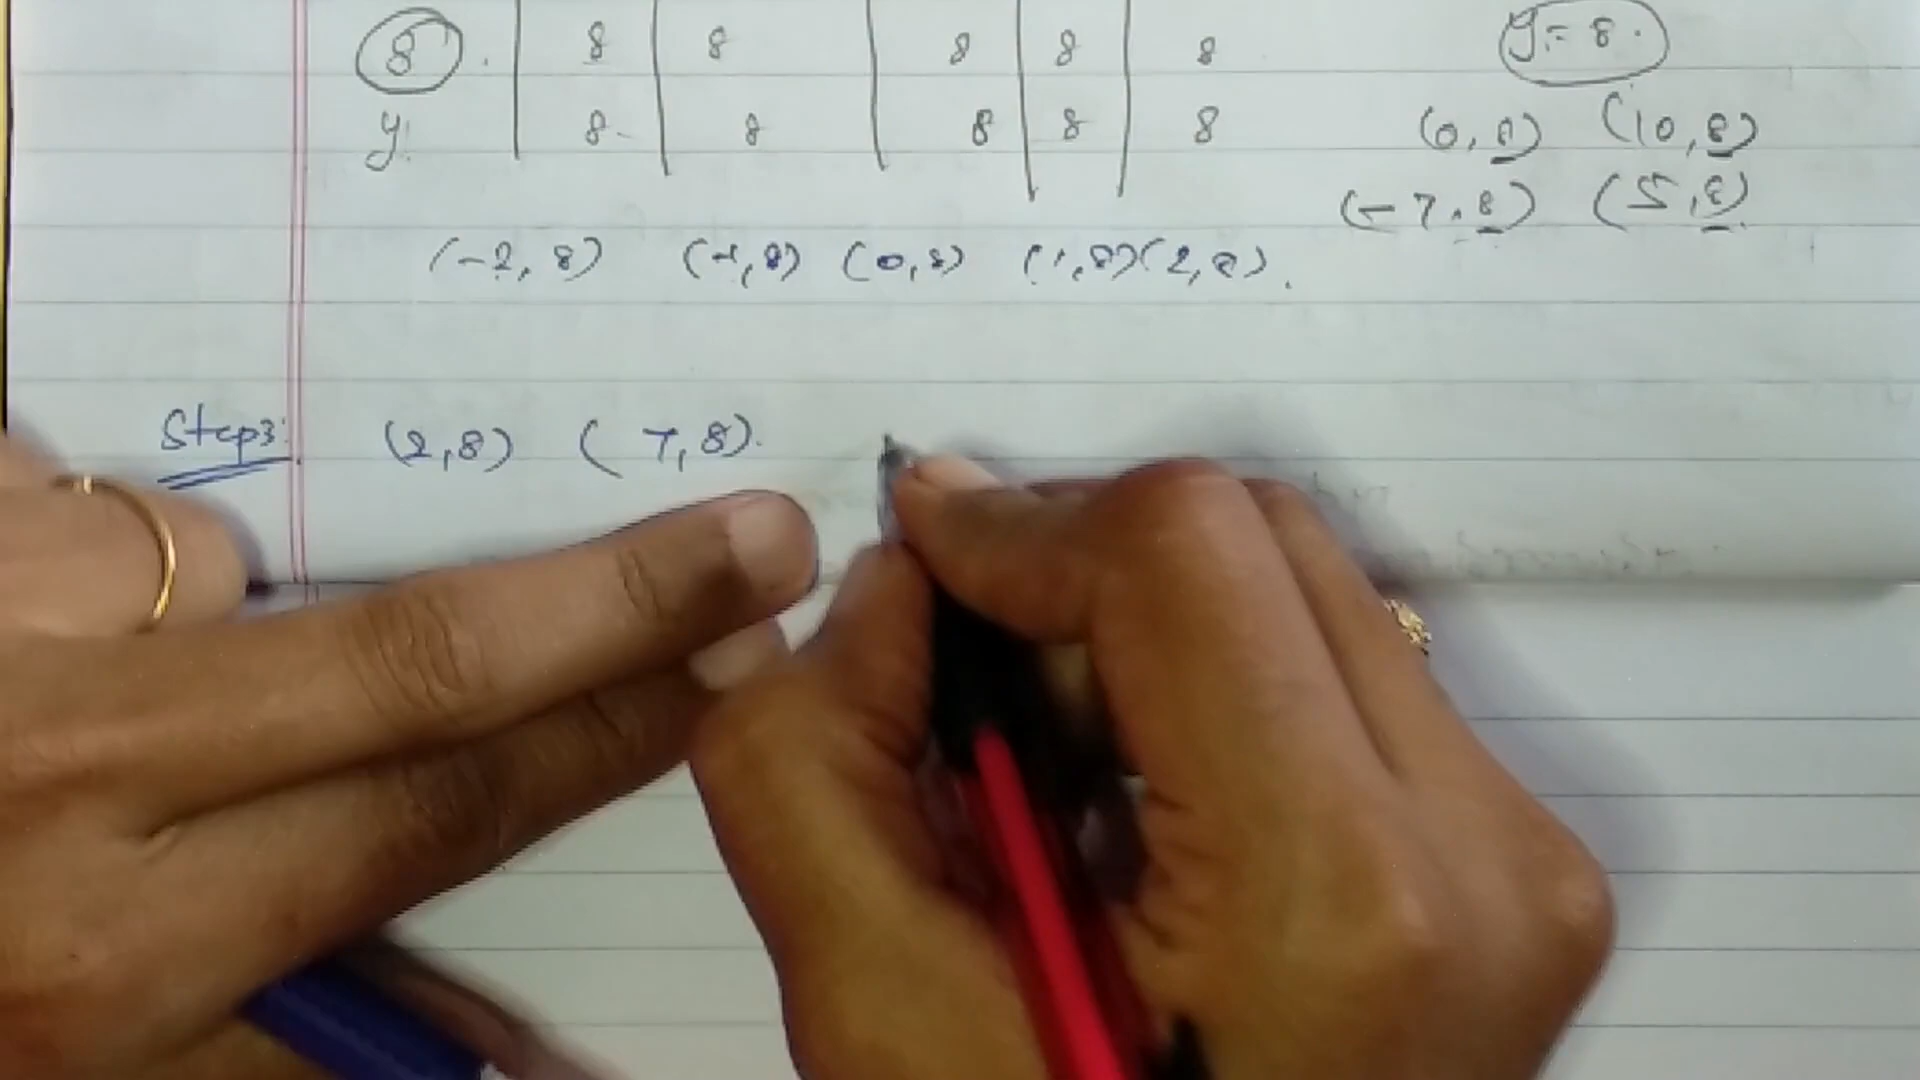 8 . 8 8 8 8 8 y = 8 .
y 8 8 8 8 8 (0, 8) (10, 8)
(-7, 8) (5, 8)
(-2, 8) (-1, 8) (0, 8) (1, 8) (2, 8) .
Step3: (2, 8) (7, 8).